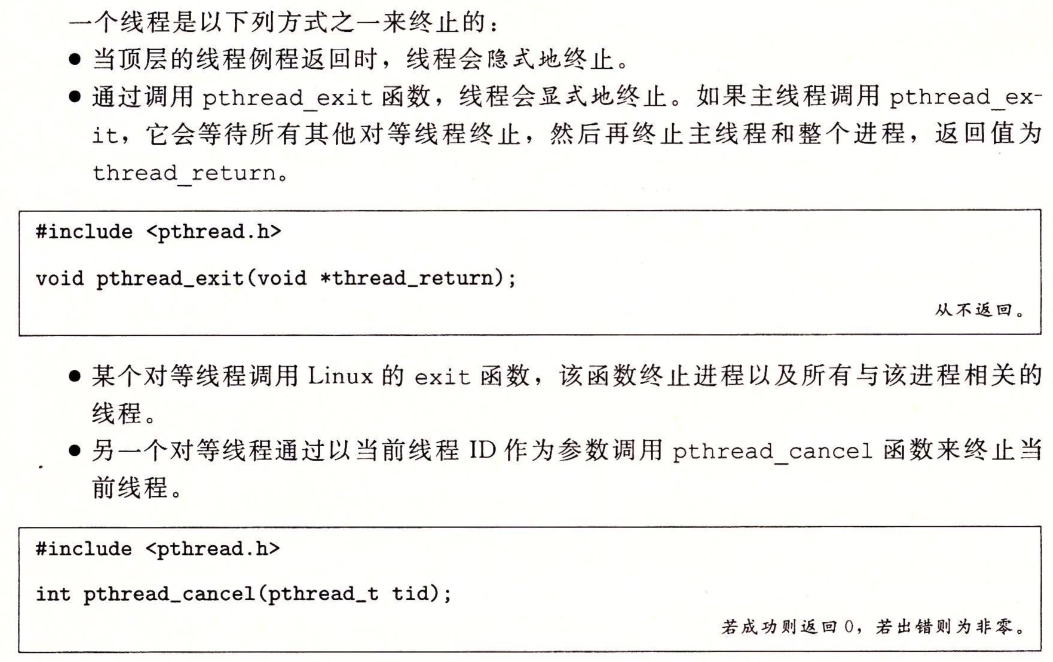 一个线程是以下列方式之一来终止的：
● 当顶层的线程例程返回时，线程会隐式地终止。
● 通过调用 pthread_exit 函数，线程会显式地终止。如果主线程调用 pthread_ex-
it，它会等待所有其他对等线程终止，然后再终止主线程和整个进程，返回值为
thread_return。
#include <pthread.h>
void pthread_exit(void *thread_return);
从不返回。
● 某个对等线程调用 Linux 的 exit 函数，该函数终止进程以及所有与该进程相关的
线程。
● 另一个对等线程通过以当前线程 ID 作为参数调用 pthread_cancel 函数来终止当
前线程。
#include <pthread.h>
int pthread_cancel(pthread_t tid);
若成功则返回 0，若出错则为非零。